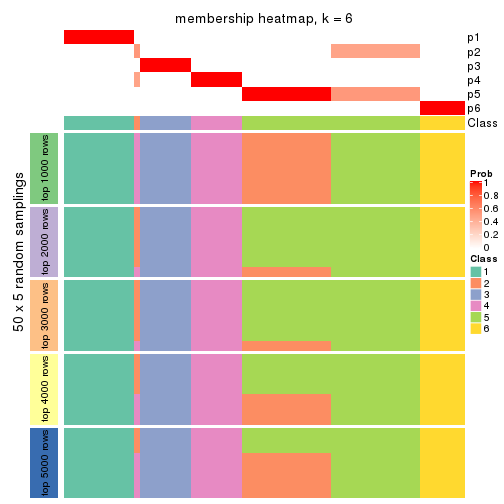 membership heatmap, k = 6
p1
p2
p3
p4
p5
p6
Class
50 x 5 random samplings
top 1000 rows
top 2000 rows
top 3000 rows
top 4000 rows
top 5000 rows
Prob
1
0.8
0.6
0.4
0.2
0
Class
1
2
3
4
5
6